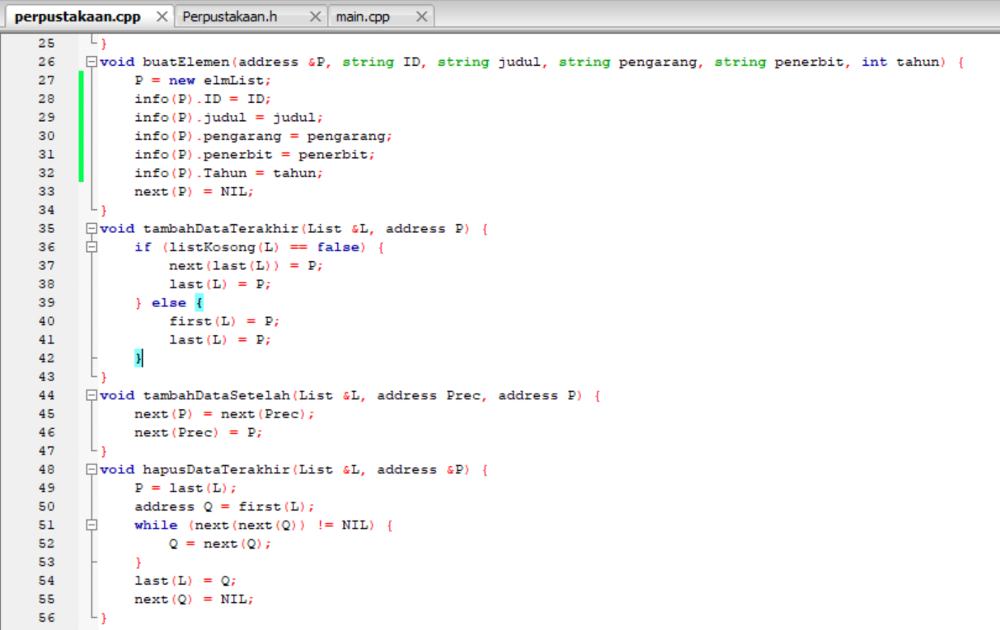 perpustakaan.cpp Perpustakaan.h main.cpp
25 }
26 void buatElemen(address &P, string ID, string judul, string pengarang, string penerbit, int tahun) {
27     P = new elmList;
28     info(P).ID = ID;
29     info(P).judul = judul;
30     info(P).pengarang = pengarang;
31     info(P).penerbit = penerbit;
32     info(P).Tahun = tahun;
33     next(P) = NIL;
34 }
35 void tambahDataTerakhir(List &L, address P) {
36     if (listKosong(L) == false) {
37         next(last(L)) = P;
38         last(L) = P;
39     } else {
40         first(L) = P;
41         last(L) = P;
42     }
43 }
44 void tambahDataSetelah(List &L, address Prec, address P) {
45     next(P) = next(Prec);
46     next(Prec) = P;
47 }
48 void hapusDataTerakhir(List &L, address &P) {
49     P = last(L);
50     address Q = first(L);
51     while (next(next(Q)) != NIL) {
52         Q = next(Q);
53     }
54     last(L) = Q;
55     next(Q) = NIL;
56 }